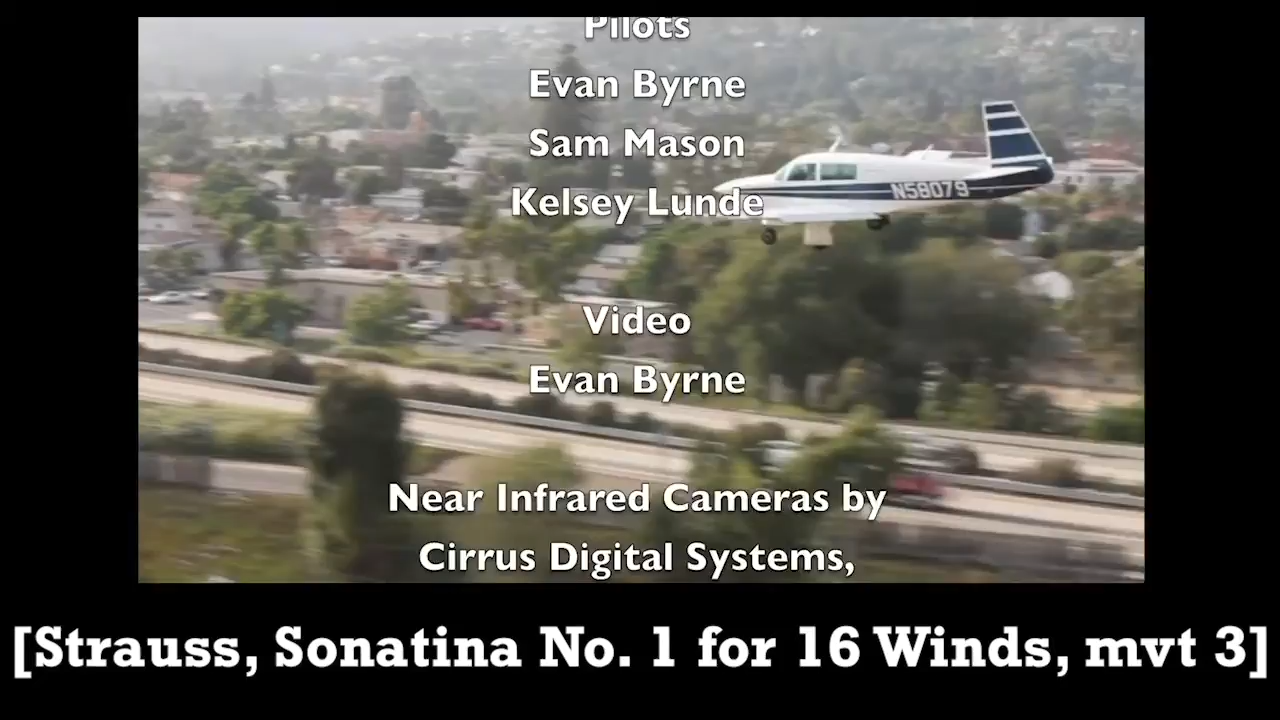 Pilots
Evan Byrne
Sam Mason
Kelsey Lunde
N58079
Video
Evan Byrne
Near Infrared Cameras by
Cirrus Digital Systems,
[Strauss, Sonatina No. 1 for 16 Winds, mvt 3]